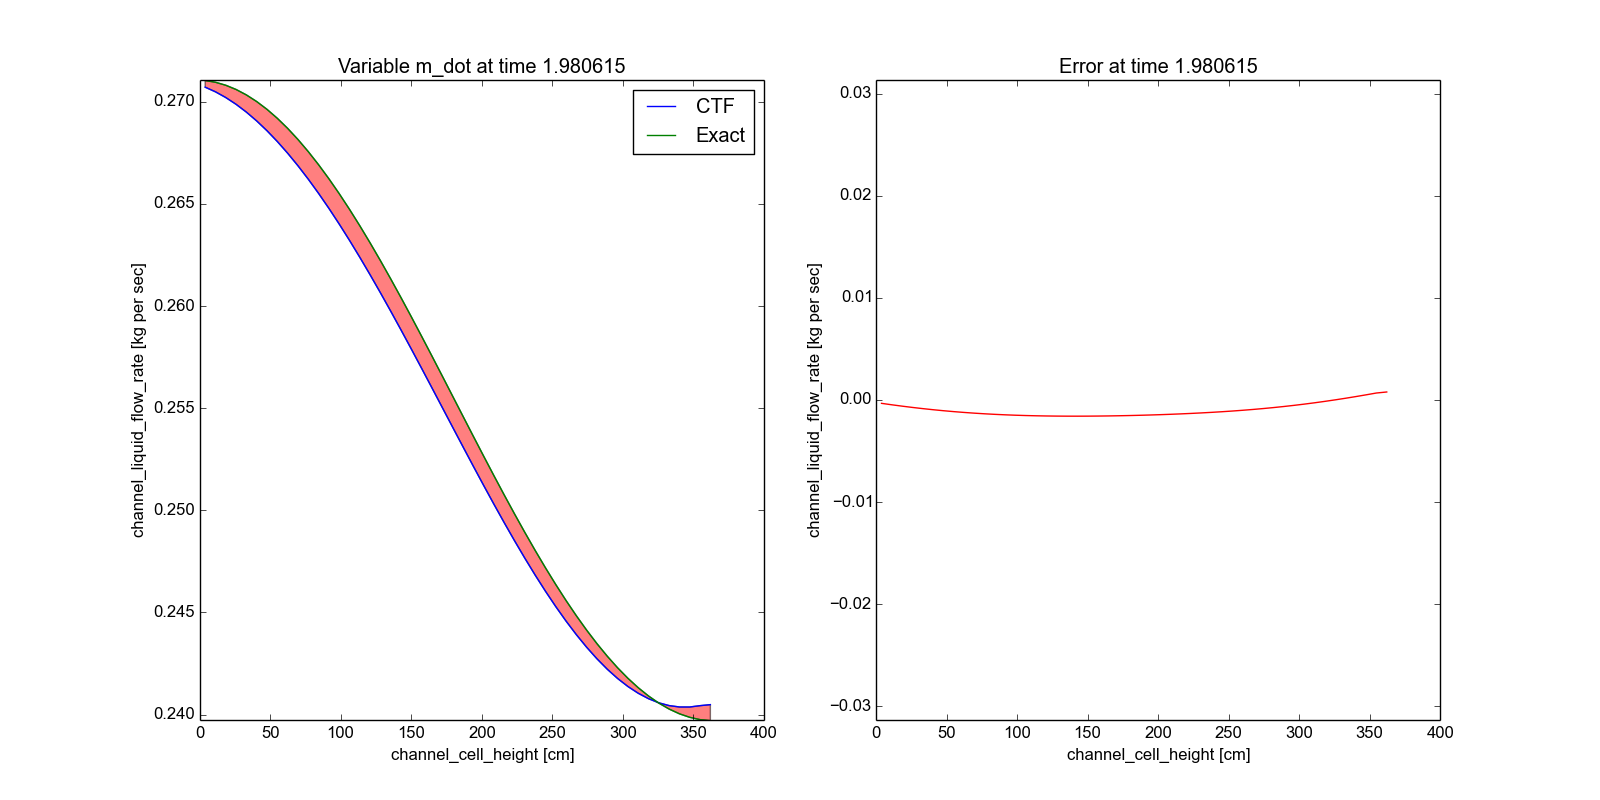 Variable m_dot at time 1.980615
CTF
Exact
0.270
0.265
0.260
0.255
0.250
0.245
0.240
channel_liquid_flow_rate [kg per sec]
0 50 100 150 200 250 300 350 400
channel_cell_height [cm]
Error at time 1.980615
0.03
0.02
0.01
0.00
−0.01
−0.02
−0.03
channel_liquid_flow_rate [kg per sec]
0 50 100 150 200 250 300 350 400
channel_cell_height [cm]